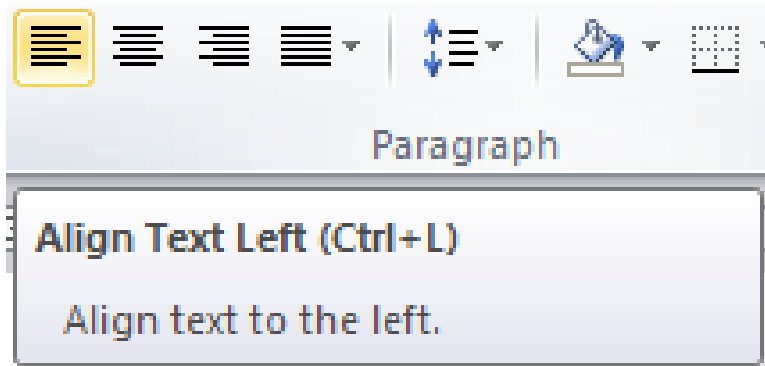 Paragraph
Align Text Left (Ctrl+L)
Align text to the left.